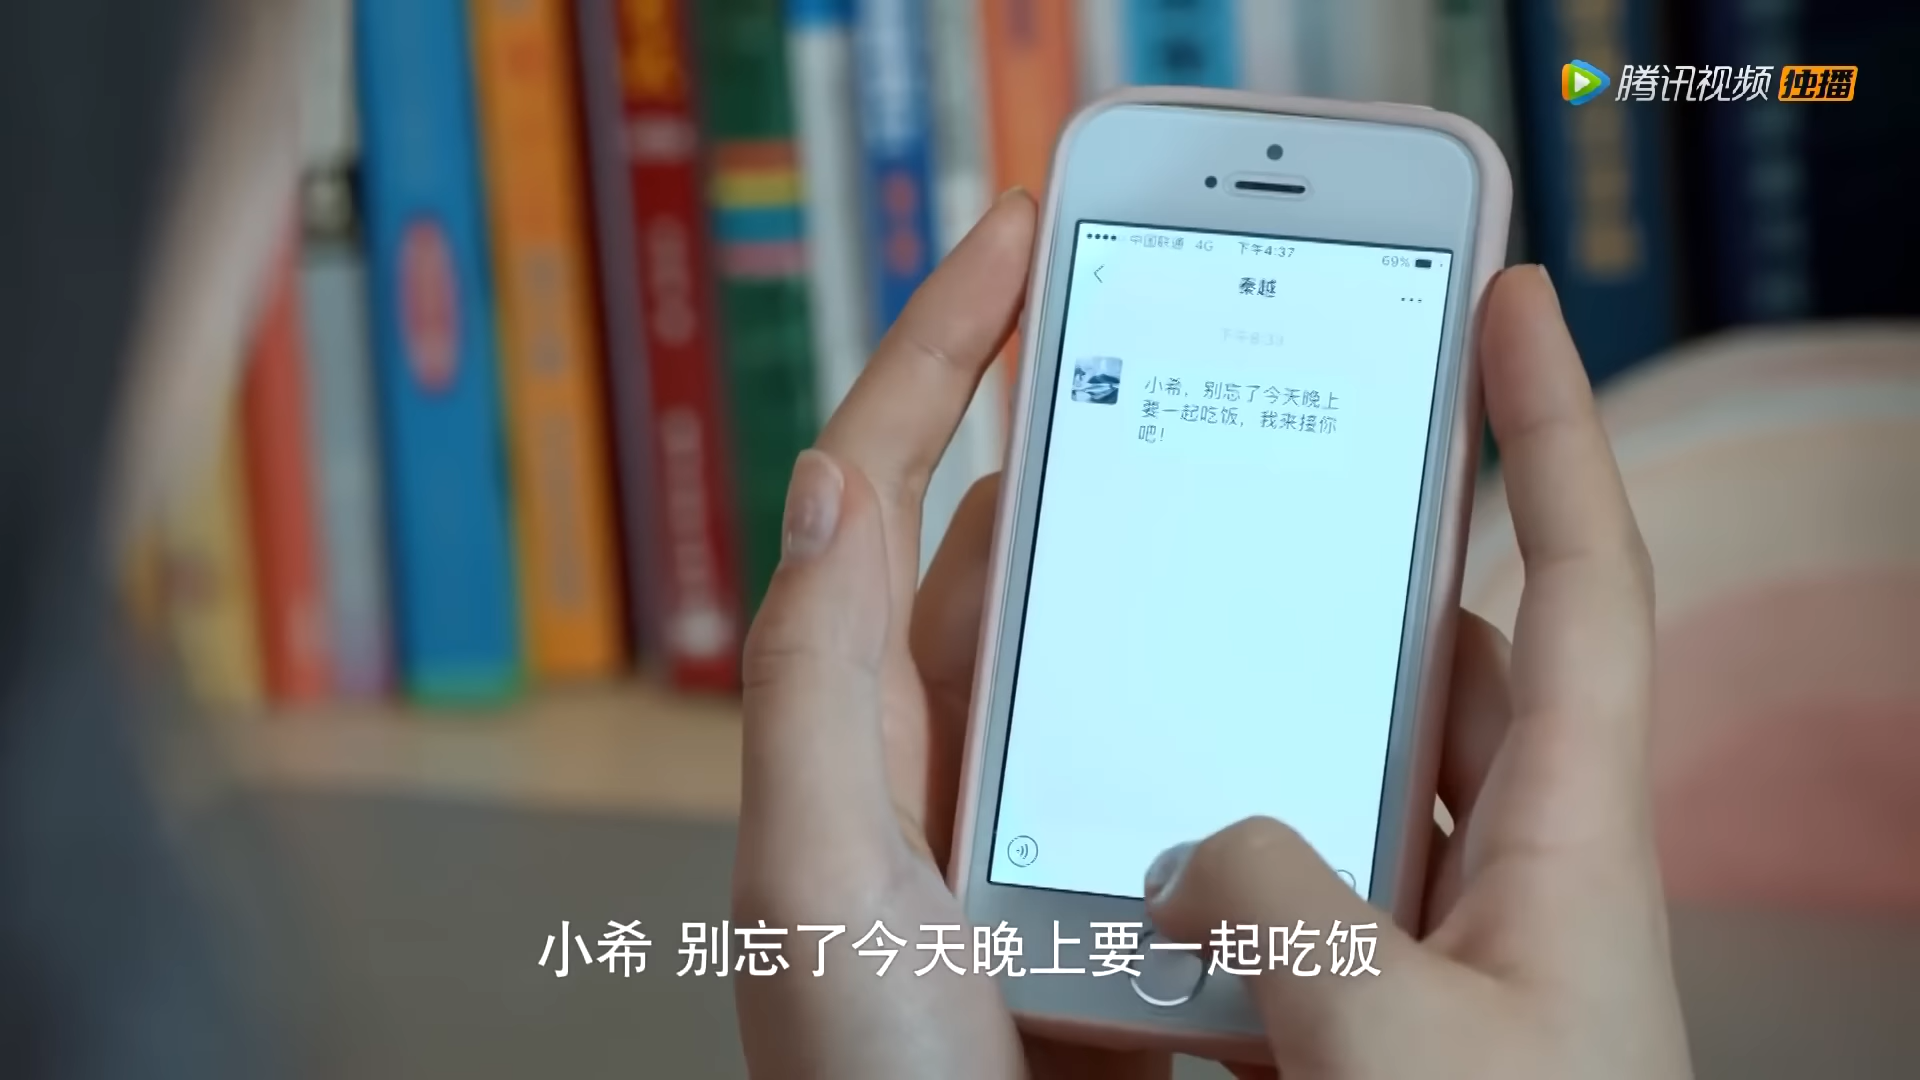 腾讯视频 独播
中国联通 4G 下午4:37 69%
秦越
小希，别忘了今天晚上
要一起吃饭，我来接你
吧！
小希 别忘了今天晚上要一起吃饭